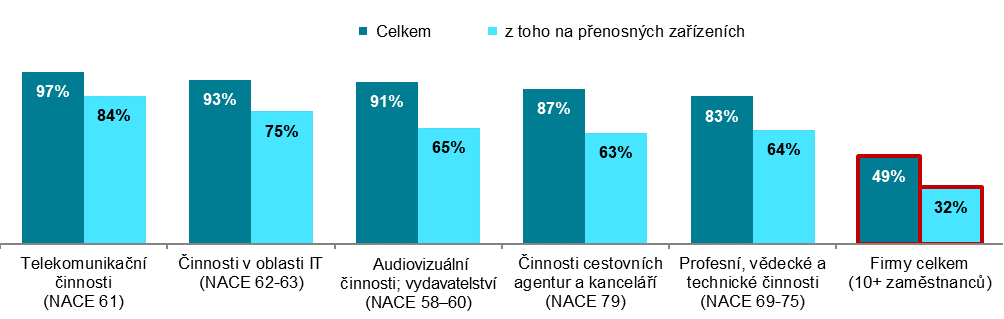 Celkem
z toho na přenosných zařízeních
97%
84%
93%
75%
91%
65%
87%
63%
83%
64%
49%
32%
Telekomunikační
činnosti
(NACE 61)
Činnosti v oblasti IT
(NACE 62-63)
Audiovizuální
činnosti; vydavatelství
(NACE 58–60)
Činnosti cestovních
agentur a kanceláří
(NACE 79)
Profesní, vědecké a
technické činnosti
(NACE 69-75)
Firmy celkem
(10+ zaměstnanců)